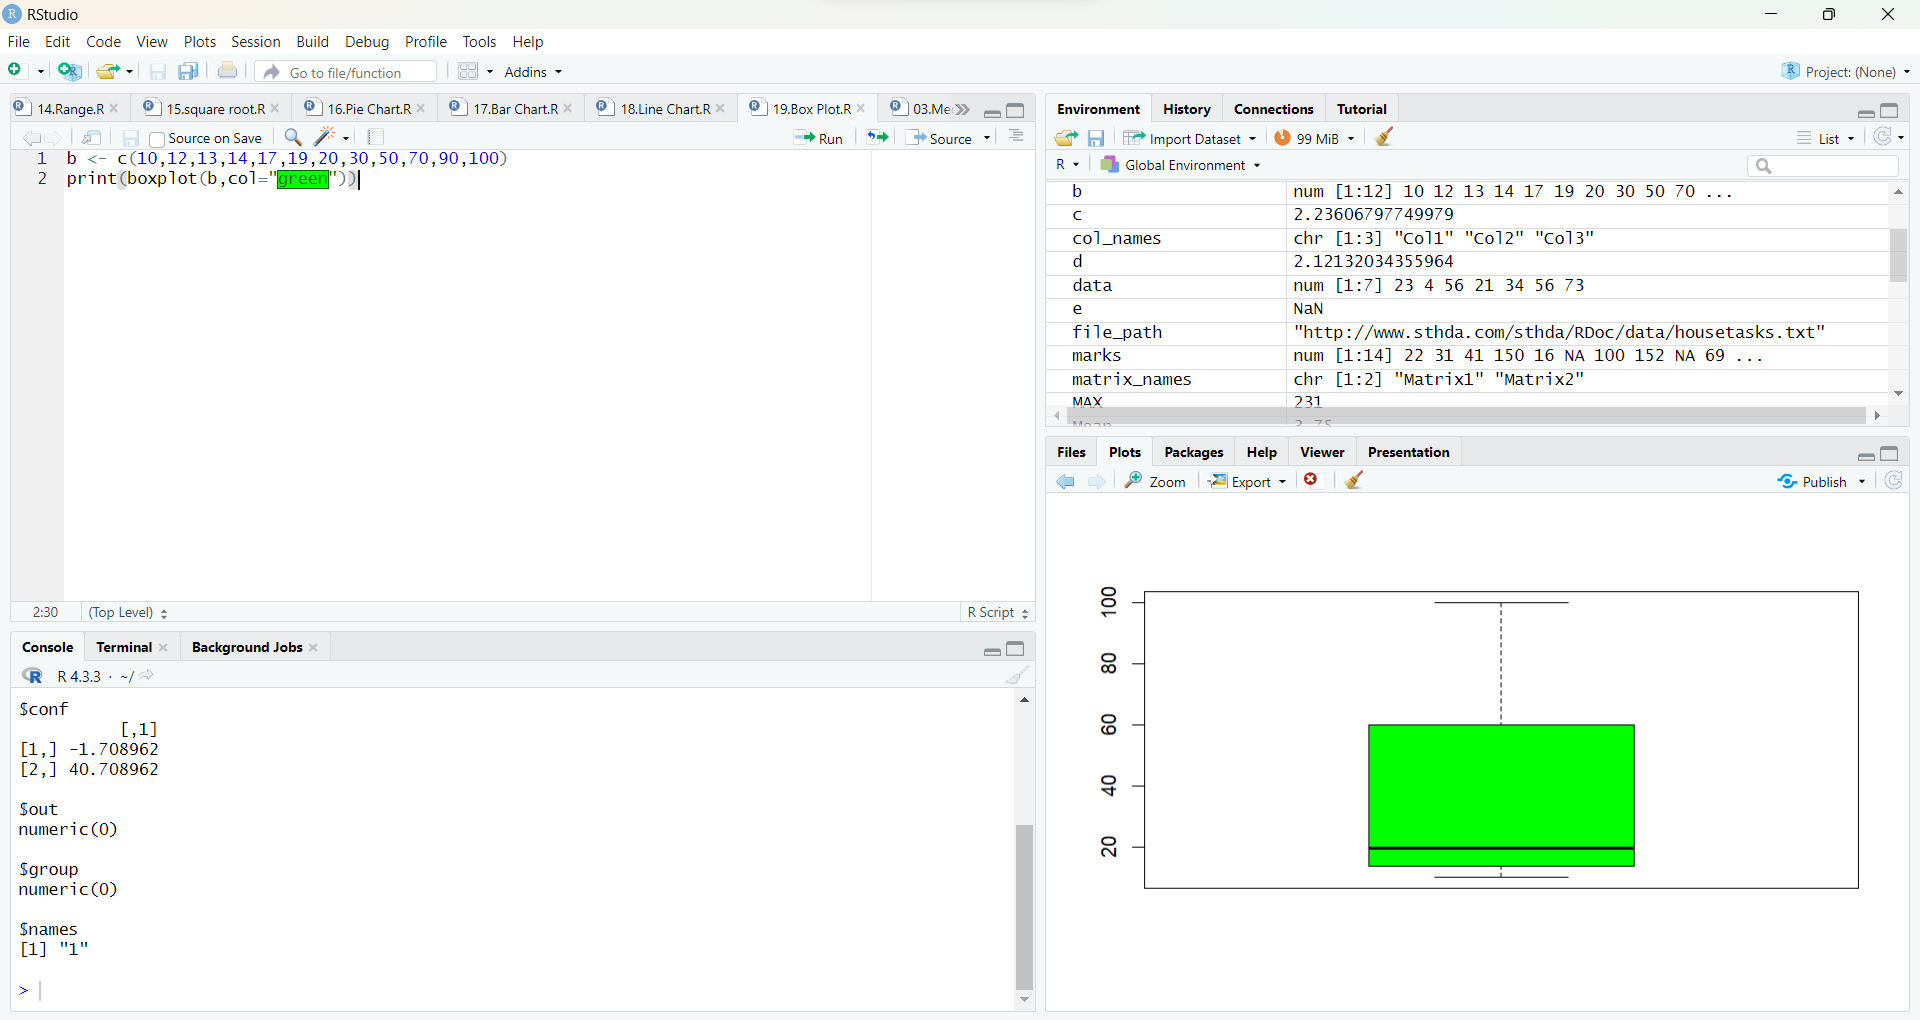 RStudio
File Edit Code View Plots Session Build Debug Profile Tools Help
Go to file/function Addins Project: (None)
14.Range.R 15.square root.R 16.Pie Chart.R 17.Bar Chart.R 18.Line Chart.R 19.Box Plot.R 03.Me
Source on Save Run Source
1 b <- c(10,12,13,14,17,19,20,30,50,70,90,100)
2 print(boxplot(b,col="green"))
2:30 (Top Level) R Script
Console Terminal Background Jobs
R 4.3.3 · ~/
$conf
[,1]
[1,] -1.708962
[2,] 40.708962
$out
numeric(0)
$group
numeric(0)
$names
[1] "1"
>
Environment History Connections Tutorial
Import Dataset 99 MiB List
R Global Environment
b num [1:12] 10 12 13 14 17 19 20 30 50 70 ...
c 2.23606797749979
col_names chr [1:3] "Col1" "Col2" "Col3"
d 2.12132034355964
data num [1:7] 23 4 56 21 34 56 73
e NaN
file_path "http://www.sthda.com/sthda/RDoc/data/housetasks.txt"
marks num [1:14] 22 31 41 150 16 NA 100 152 NA 69 ...
matrix_names chr [1:2] "Matrix1" "Matrix2"
MAX 231
Mean 3.75
Files Plots Packages Help Viewer Presentation
Zoom Export Publish
100
80
60
40
20